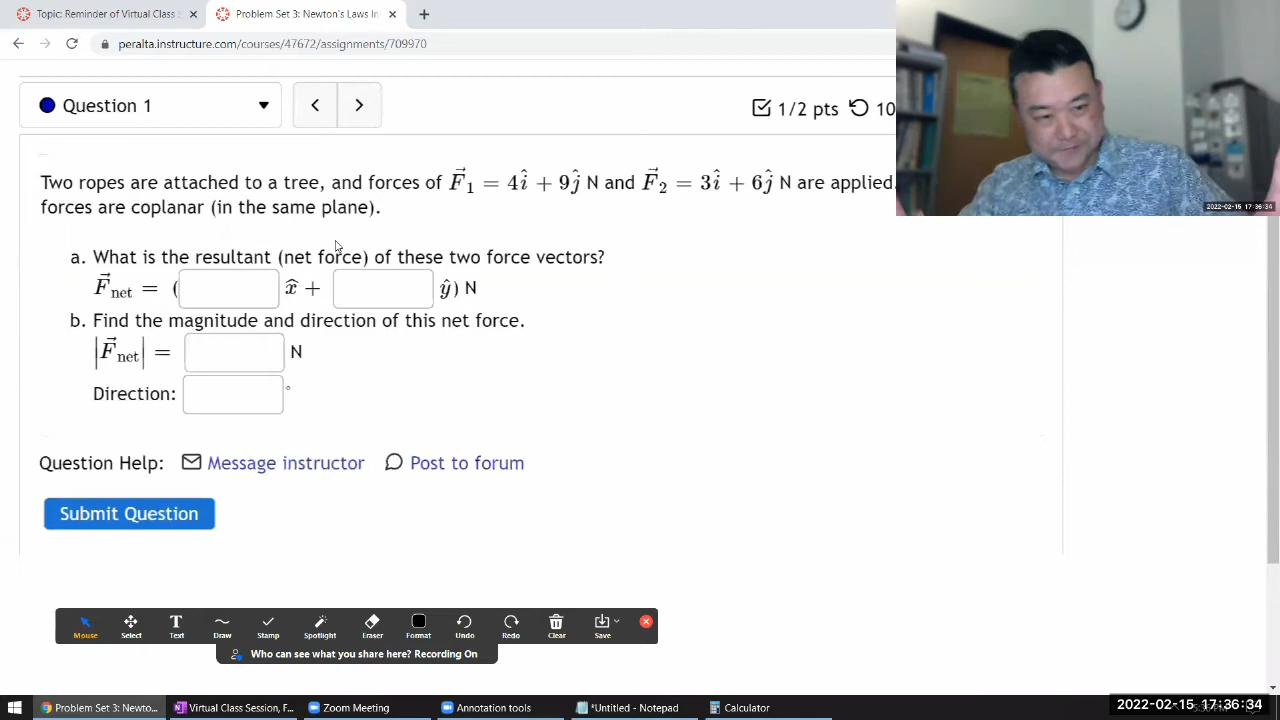 Topic: Reminder of Virtual Class S
Problem Set 3: Newton's Laws In
peralta.instructure.com/courses/47672/assignments/709970
2022-02-15 17:36:34
Question 1
1/2 pts
10
Two ropes are attached to a tree, and forces of F⃗₁ = 4î + 9ĵ N and F⃗₂ = 3î + 6ĵ N are applied.
forces are coplanar (in the same plane).
a. What is the resultant (net force) of these two force vectors?
F⃗net = ( x̂ + ŷ) N
b. Find the magnitude and direction of this net force.
|F⃗net| = N
Direction: °
Question Help: Message instructor Post to forum
Submit Question
Mouse Select Text Draw Stamp Spotlight Eraser Format Undo Redo Clear Save
Who can see what you share here? Recording On
Problem Set 3: Newto...
Virtual Class Session, F...
Zoom Meeting
Annotation tools
*Untitled - Notepad
Calculator
2022-02-15 17:36:34